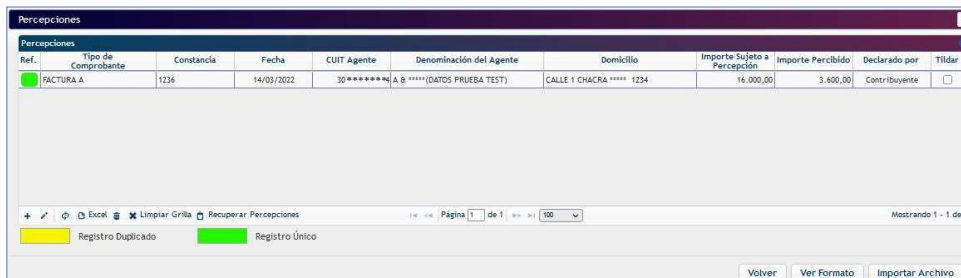 Percepciones
Percepciones
Ref. Tipo de Comprobante Constancia Fecha CUIT Agente Denominación del Agente Domicilio Importe Sujeto a Percepción Importe Percibido Declarado por Tildar
FACTURA A 1236 14/03/2022 30*******4 A & *****(DATOS PRUEBA TEST) CALLE 1 CHACRA ***** 1234 16.000,00 3.600,00 Contribuyente
Excel Limpiar Grilla Recuperar Percepciones Página 1 de 1 100 Mostrando 1 - 1 de
Registro Duplicado Registro Único
Volver Ver Formato Importar Archivo